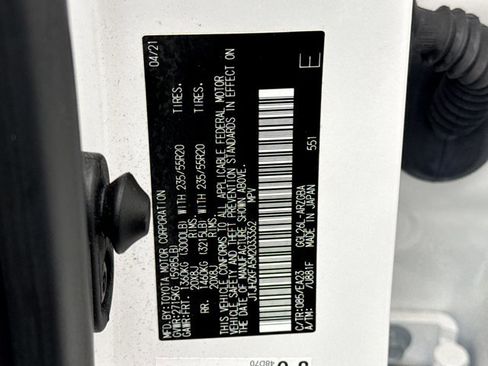 MFD.BY: TOYOTA MOTOR CORPORATION 04/21
GVWR:2715KG (5985LB)
GAWR:FRT. 1360KG (3000LB) WITH 235/55R20 TIRES.
20X8J RIMS.
RR. 1460KG (3215LB) WITH 235/55R20 TIRES.
20X8J RIMS.
THIS VEHICLE CONFORMS TO ALL APPLICABLE FEDERAL MOTOR
VEHICLE SAFETY AND THEFT PREVENTION STANDARDS IN EFFECT ON
THE DATE OF MANUFACTURE SHOWN ABOVE.
MPV
C/TR:085/EA23 GGL26L-ARZGBA
A/TM: /U881F MADE IN JAPAN 551
E
48D70